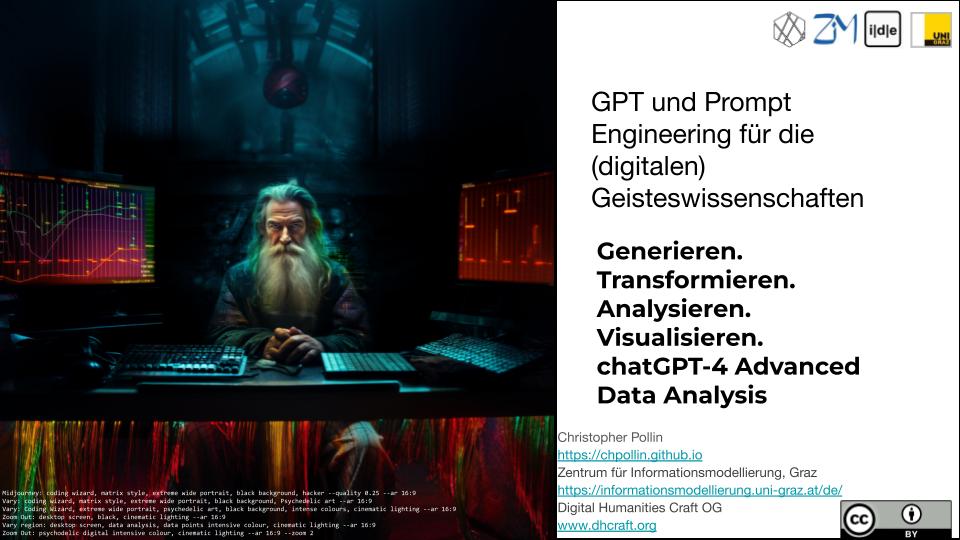 ZIM
i|d|e
UNI
GRAZ
GPT und Prompt
Engineering für die
(digitalen)
Geisteswissenschaften
Generieren.
Transformieren.
Analysieren.
Visualisieren.
chatGPT-4 Advanced
Data Analysis
Christopher Pollin
https://chpollin.github.io
Zentrum für Informationsmodellierung, Graz
https://informationsmodellierung.uni-graz.at/de/
Digital Humanities Craft OG
www.dhcraft.org
cc
BY
Midjourney: coding wizard, matrix style, extreme wide portrait, black background, hacker --quality 0.25 --ar 16:9
Vary: coding wizard, matrix style, extreme wide portrait, black background, Psychedelic art --ar 16:9
Vary: Coding Wizard, extreme wide portrait, psychedelic art, black background, intense colours, cinematic lighting --ar 16:9
Zoom Out: desktop screen, black, cinematic lighting --ar 16:9
Vary region: desktop screen, data analysis, data points intensive colour, cinematic lighting --ar 16:9
Zoom Out: psychodelic digital intensive colour, cinematic lighting --ar 16:9 --zoom 2